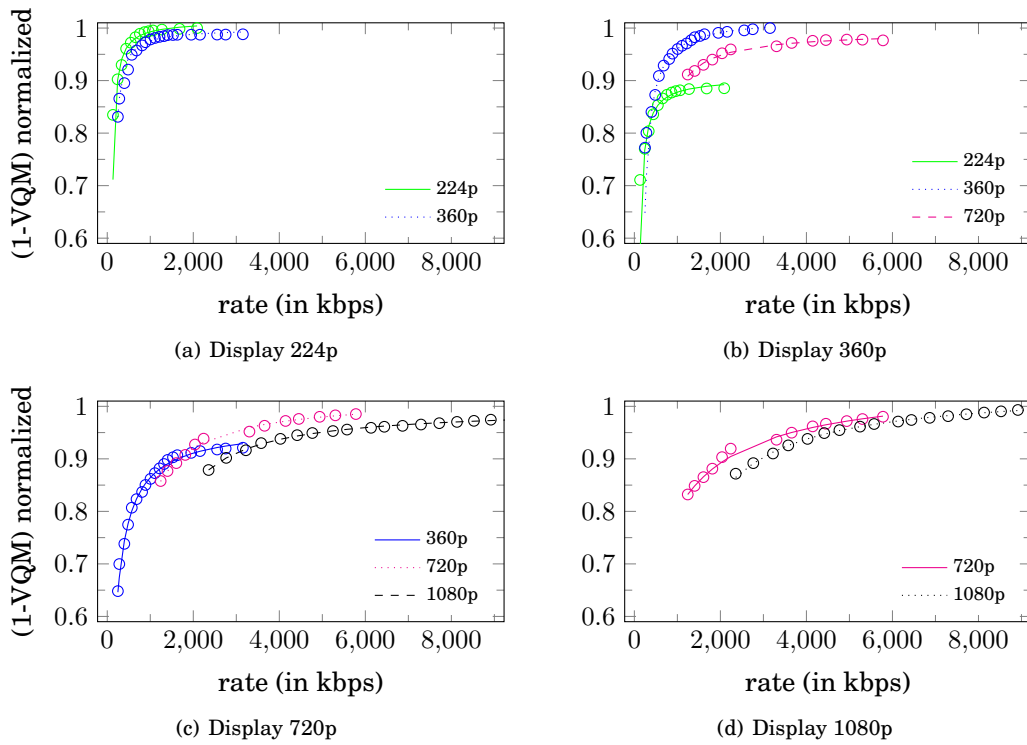 1
0.9
0.8
0.7
0.6
(1-VQM) normalized
224p
360p
0 2,000 4,000 6,000 8,000
rate (in kbps)
(a) Display 224p
1
0.9
0.8
0.7
0.6
224p
360p
720p
0 2,000 4,000 6,000 8,000
rate (in kbps)
(b) Display 360p
1
0.9
0.8
0.7
0.6
(1-VQM) normalized
360p
720p
1080p
0 2,000 4,000 6,000 8,000
rate (in kbps)
(c) Display 720p
1
0.9
0.8
0.7
0.6
720p
1080p
0 2,000 4,000 6,000 8,000
rate (in kbps)
(d) Display 1080p